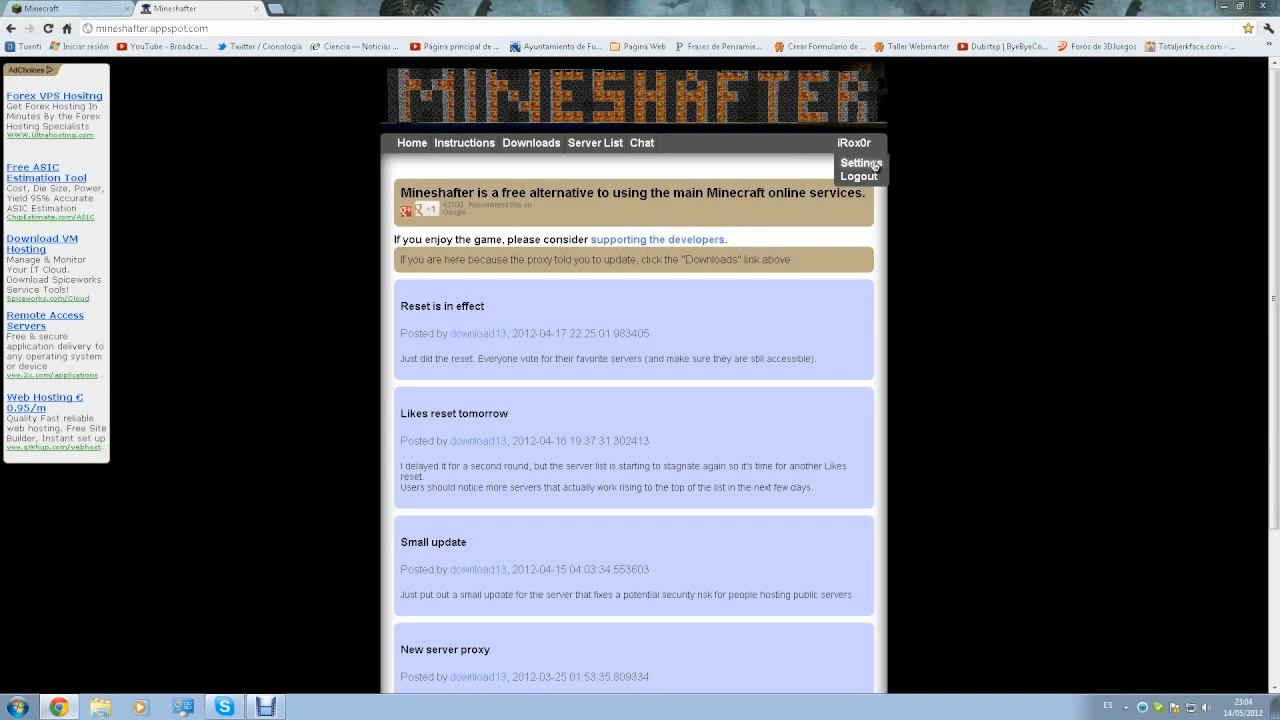 Minecraft
Mineshafter
mineshafter.appspot.com
Tuenti
Iniciar sesión
YouTube - Broadcas...
Twitter / Cronología
Ciencia — Noticias...
Página principal de ...
Ayuntamiento de Fu...
Pagina Web
Frases de Pensamie...
Crear Formulario de ...
Taller Webmaster
Dubstep | ByeByeCo...
Foros de 3DJuegos
Totaljerkface.com - ...
AdChoices
Forex VPS Hositng
Get Forex Hosting In
Minutes By the Forex
Hosting Specialists
WWW.Ultrahosting.com
Free ASIC
Estimation Tool
Cost, Die Size, Power,
Yield 95% Accurate
ASIC Estimation
ChipEstimate.com/ASIC
Download VM
Hosting
Manage & Monitor
Your IT Cloud.
Download Spiceworks
Service Tools!
Spiceworks.com/Cloud
Remote Access
Servers
Free & secure
application delivery to
any operating system
or device
www.2x.com/applications...
Web Hosting €
0.95/m
Quality Fast reliable
web hosting. Free Site
Builder, Instant set up
www.qWhyp.com/webhost...
MINESHAFTER
Home Instructions Downloads Server List Chat
iRox0r
Settings
Logout
Mineshafter is a free alternative to using the main Minecraft online services.
+1
+2100 Recommend this on
Google
If you enjoy the game, please consider supporting the developers.
If you are here because the proxy told you to update, click the "Downloads" link above.
Reset is in effect
Posted by download13, 2012-04-17 22:25:01.983405
Just did the reset. Everyone vote for their favorite servers (and make sure they are still accessible).
Likes reset tomorrow
Posted by download13, 2012-04-16 19:37:31.302413
I delayed it for a second round, but the server list is starting to stagnate again so it's time for another Likes
reset.
Users should notice more servers that actually work rising to the top of the list in the next few days.
Small update
Posted by download13, 2012-04-15 04:03:34.553603
Just put out a small update for the server that fixes a potential security risk for people hosting public servers.
New server proxy
Posted by download13, 2012-03-25 01:53:35.809334
ES
23:04
14/05/2012